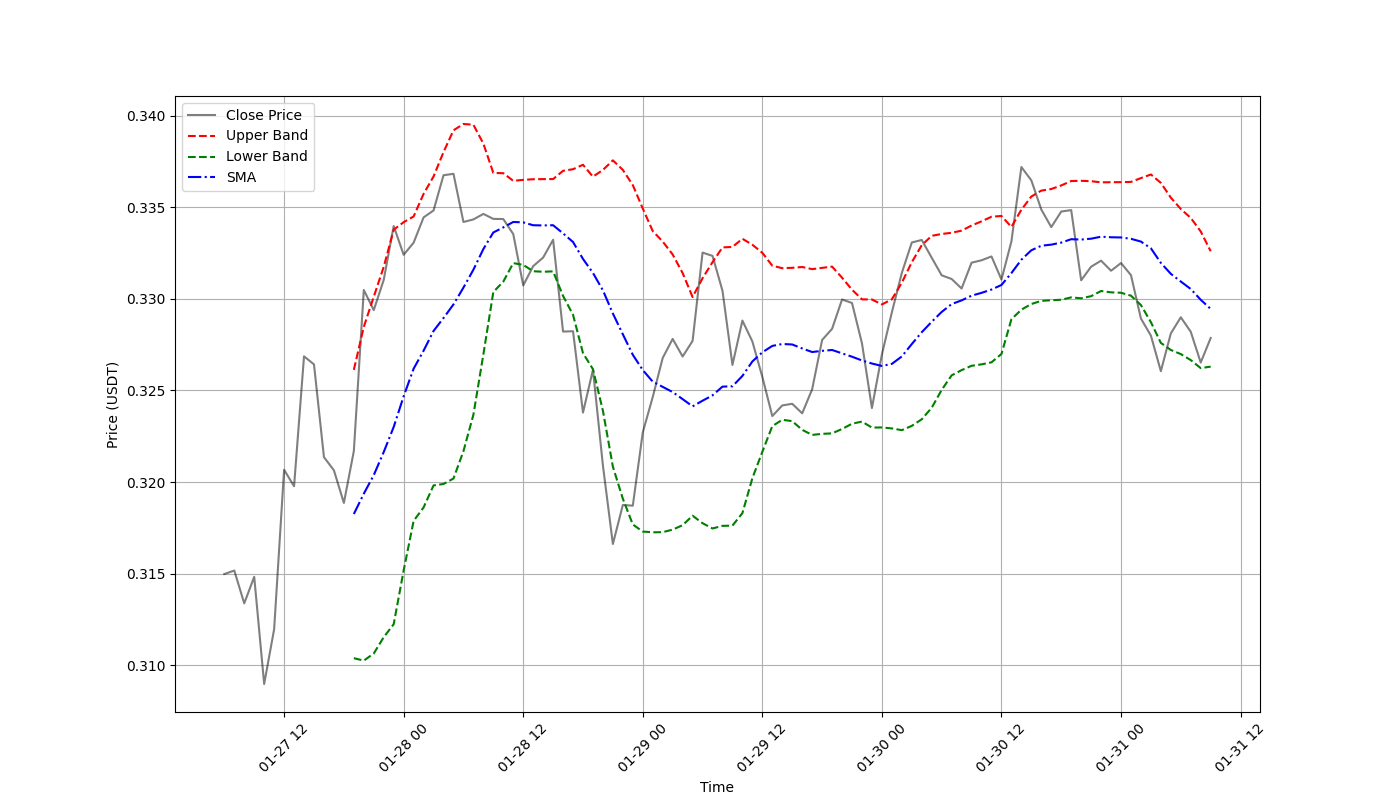 Close Price
Upper Band
Lower Band
SMA
0.340
0.335
0.330
0.325
0.320
0.315
0.310
Price (USDT)
01-27 12
01-28 00
01-28 12
01-29 00
01-29 12
01-30 00
01-30 12
01-31 00
01-31 12
Time